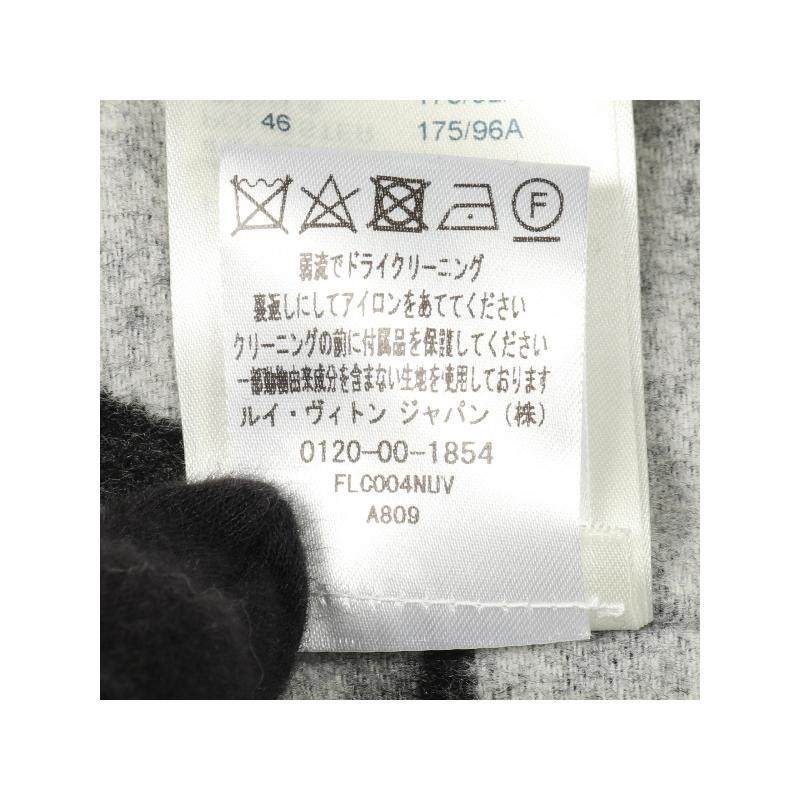 46 175/96A
F
弱流でドライクリーニング
裏返しにしてアイロンをあててください
クリーニングの前に付属品を保護してください
一部動物由来成分を含まない生地を使用しております
ルイ・ヴィトン ジャパン（株）
0120-00-1854
FLC004NUV
A809